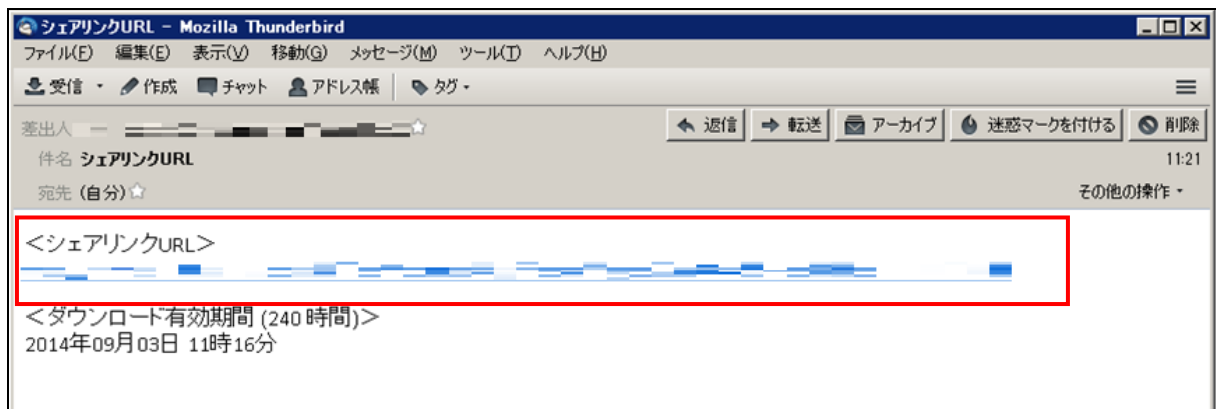 シェアリンクURL - Mozilla Thunderbird
ファイル(F) 編集(E) 表示(V) 移動(G) メッセージ(M) ツール(T) ヘルプ(H)
受信 作成 チャット アドレス帳 タグ
差出人 返信 転送 アーカイブ 迷惑マークを付ける 削除
件名 シェアリンクURL 11:21
宛先 (自分) その他の操作
＜シェアリンクURL＞
＜ダウンロード有効期間 (240 時間)＞
2014年09月03日 11時16分